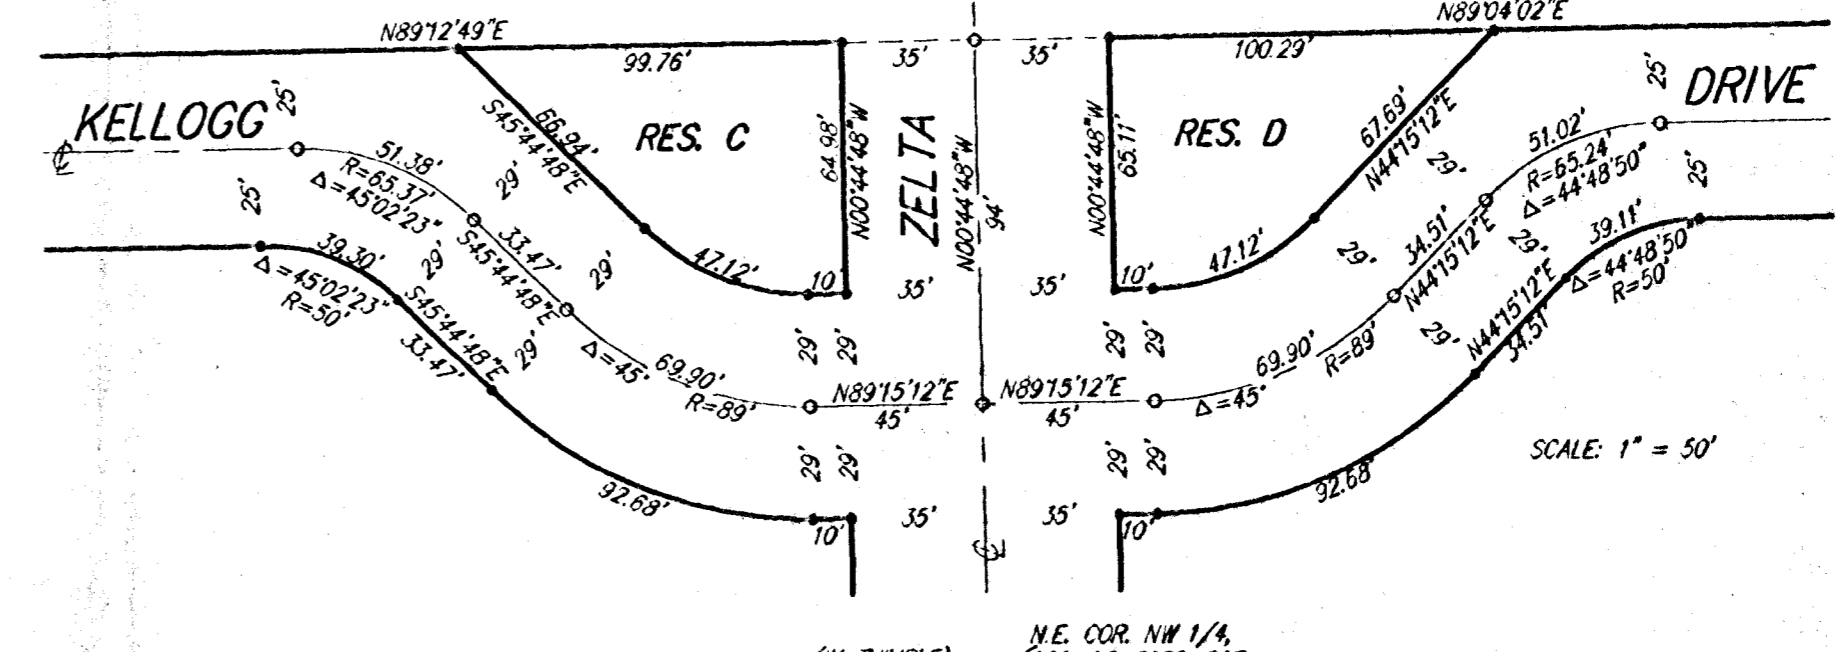 N89°12'49"E
N89°04'02"E
99.76'
35'
35'
100.29'
25'
25'
KELLOGG
DRIVE
S45°44'48"E
66.94'
RES. C
64.98'
N00°44'48"W
ZELTA
N00°44'48"W
94'
N00°44'48"W
65.11'
RES. D
67.69'
N44°15'12"E
51.38'
R=65.37'
Δ=45°02'23"
29'
29'
51.02'
R=65.24'
Δ=44°48'50"
25'
25'
33.47'
S45°44'48"E
29'
29'
47.12'
10'
35'
35'
10'
47.12'
29'
34.51'
N44°15'12"E
29'
39.11'
Δ=44°48'50"
R=50'
39.30'
Δ=45°02'23"
R=50'
S45°44'48"E
33.47'
29'
Δ=45°
69.90'
R=89'
29'
29'
29'
29'
69.90'
R=89'
Δ=45°
29'
N44°15'12"E
34.51'
N89°15'12"E
45'
N89°15'12"E
45'
29'
29'
29'
29'
SCALE: 1" = 50'
92.68'
10'
35'
35'
10'
92.68'
N.E. COR. NW 1/4,